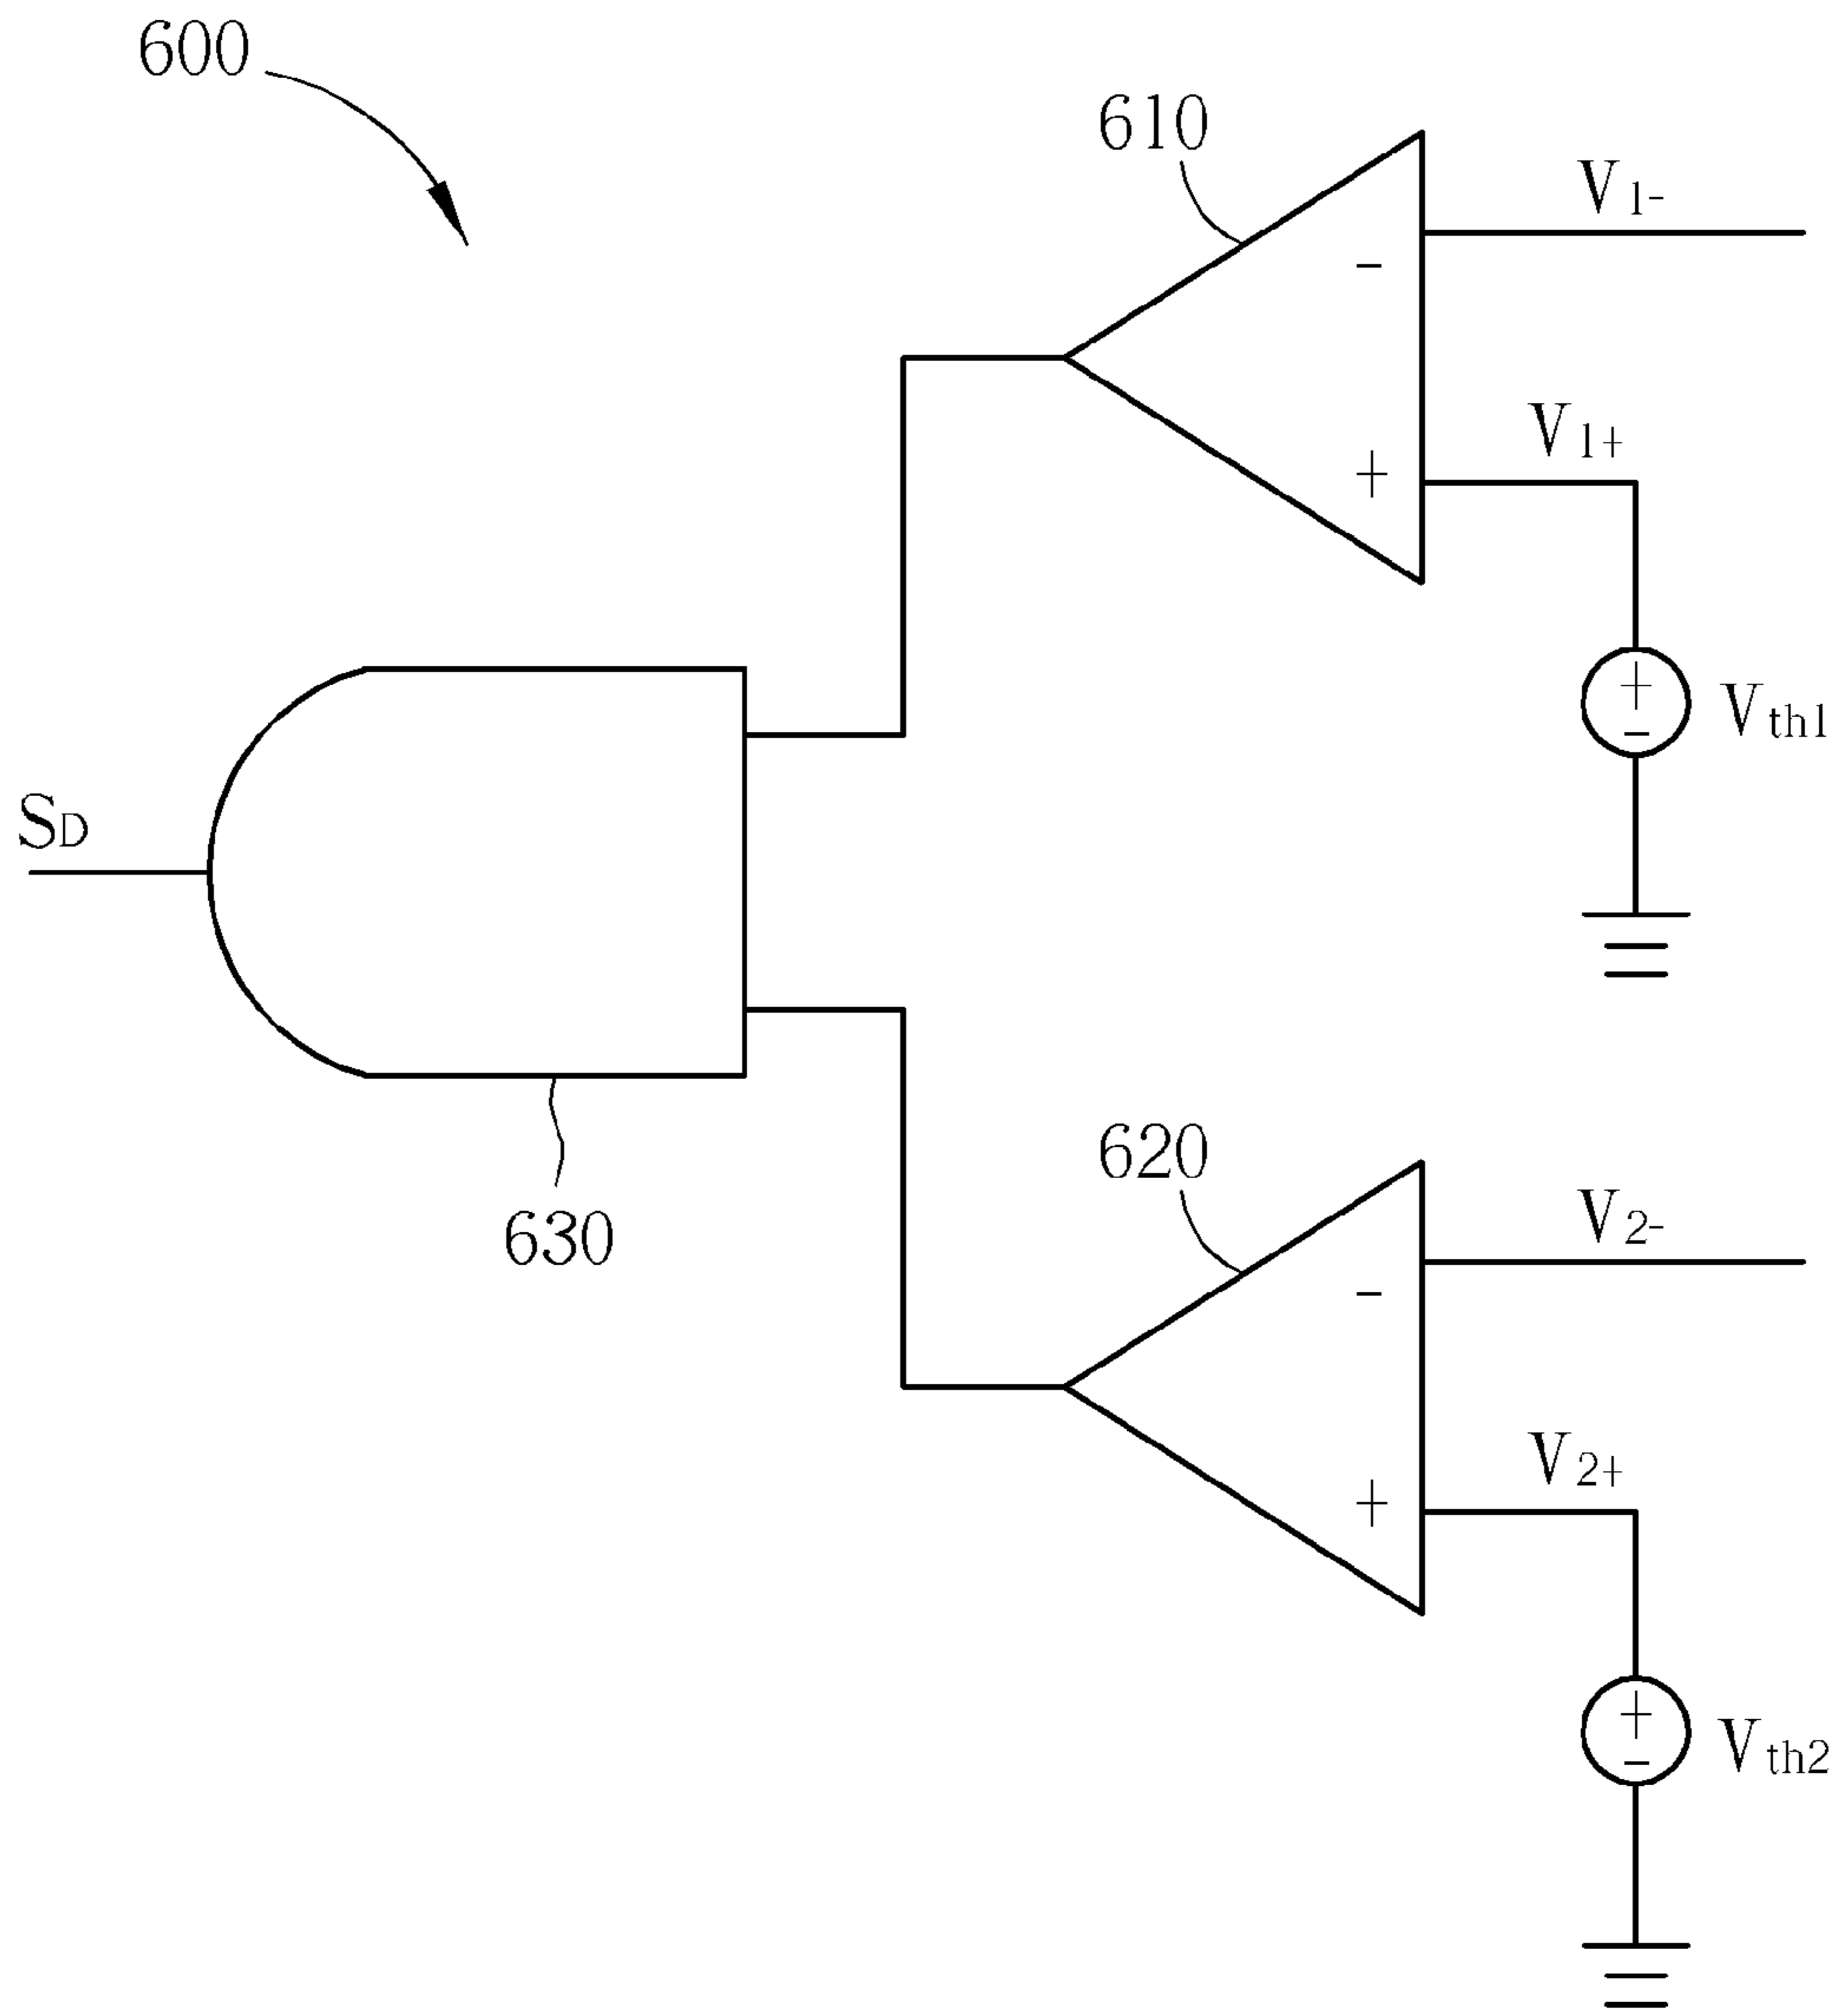 600
610
V1-
-
V1+
+
+
-
Vth1
SD
630
620
V2-
-
V2+
+
+
-
Vth2